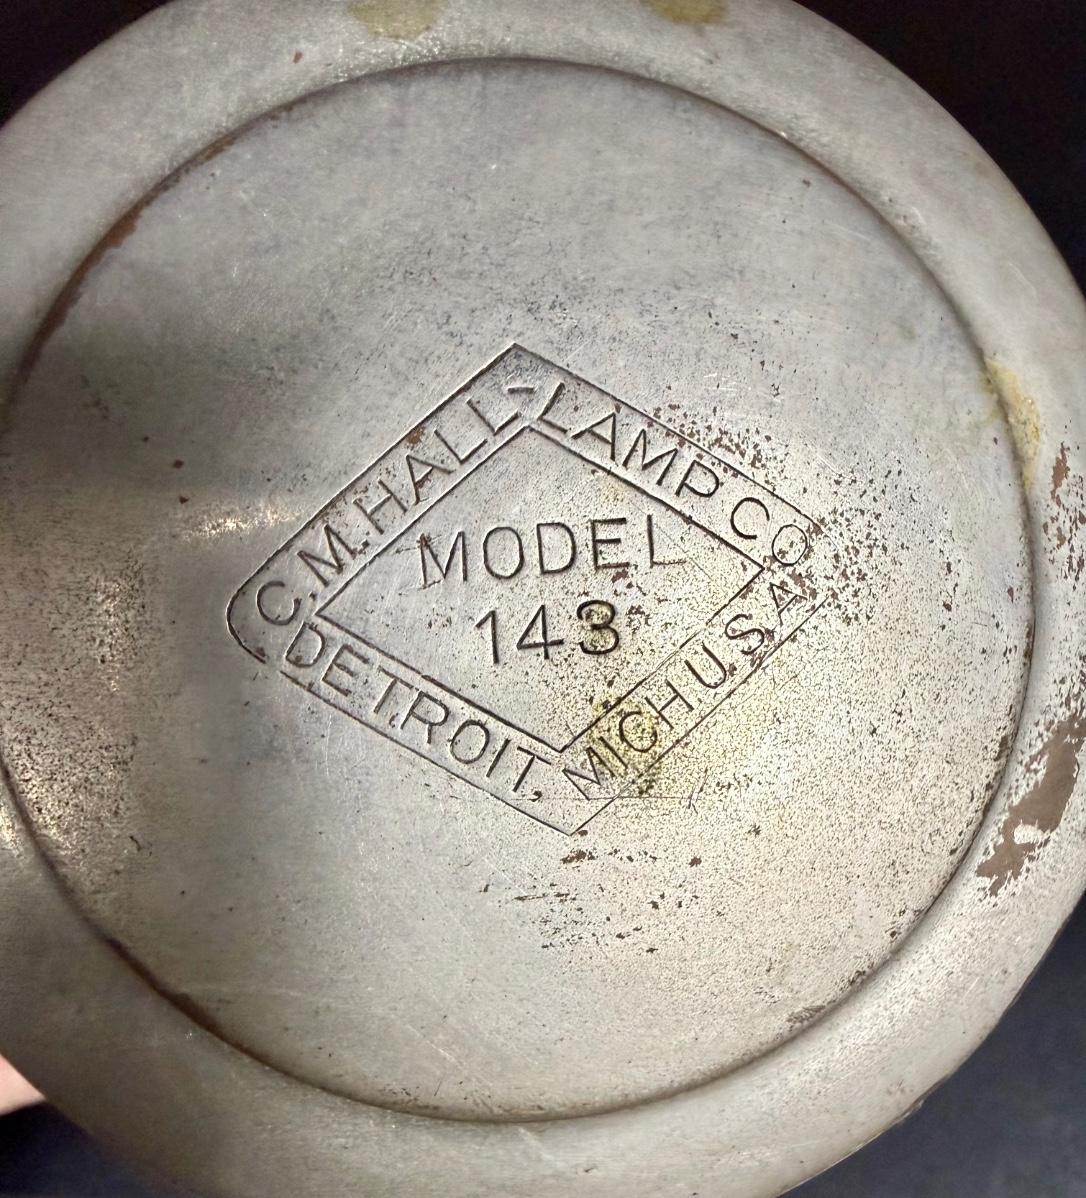 C.M.HALL-LAMP CO
MODEL
143
DETROIT, MICH U.S.A.